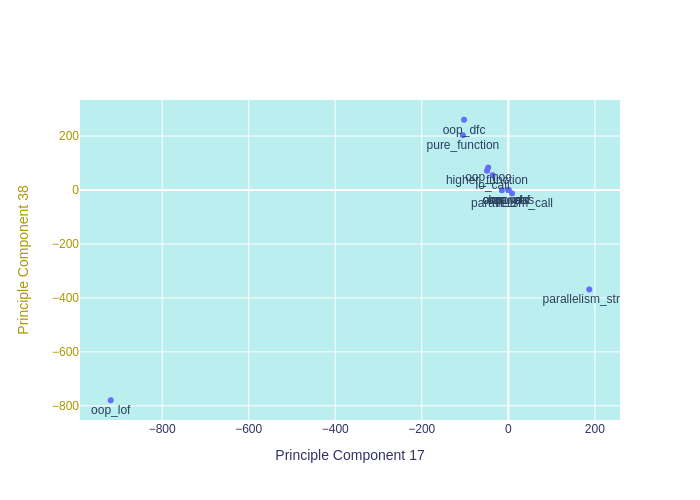 200
0
−200
−400
−600
−800
Principle Component 38
oop_dfc
pure_function
higher_function
io_call
parallelism_call
parallelism_str
oop_lof
−800
−600
−400
−200
0
200
Principle Component 17